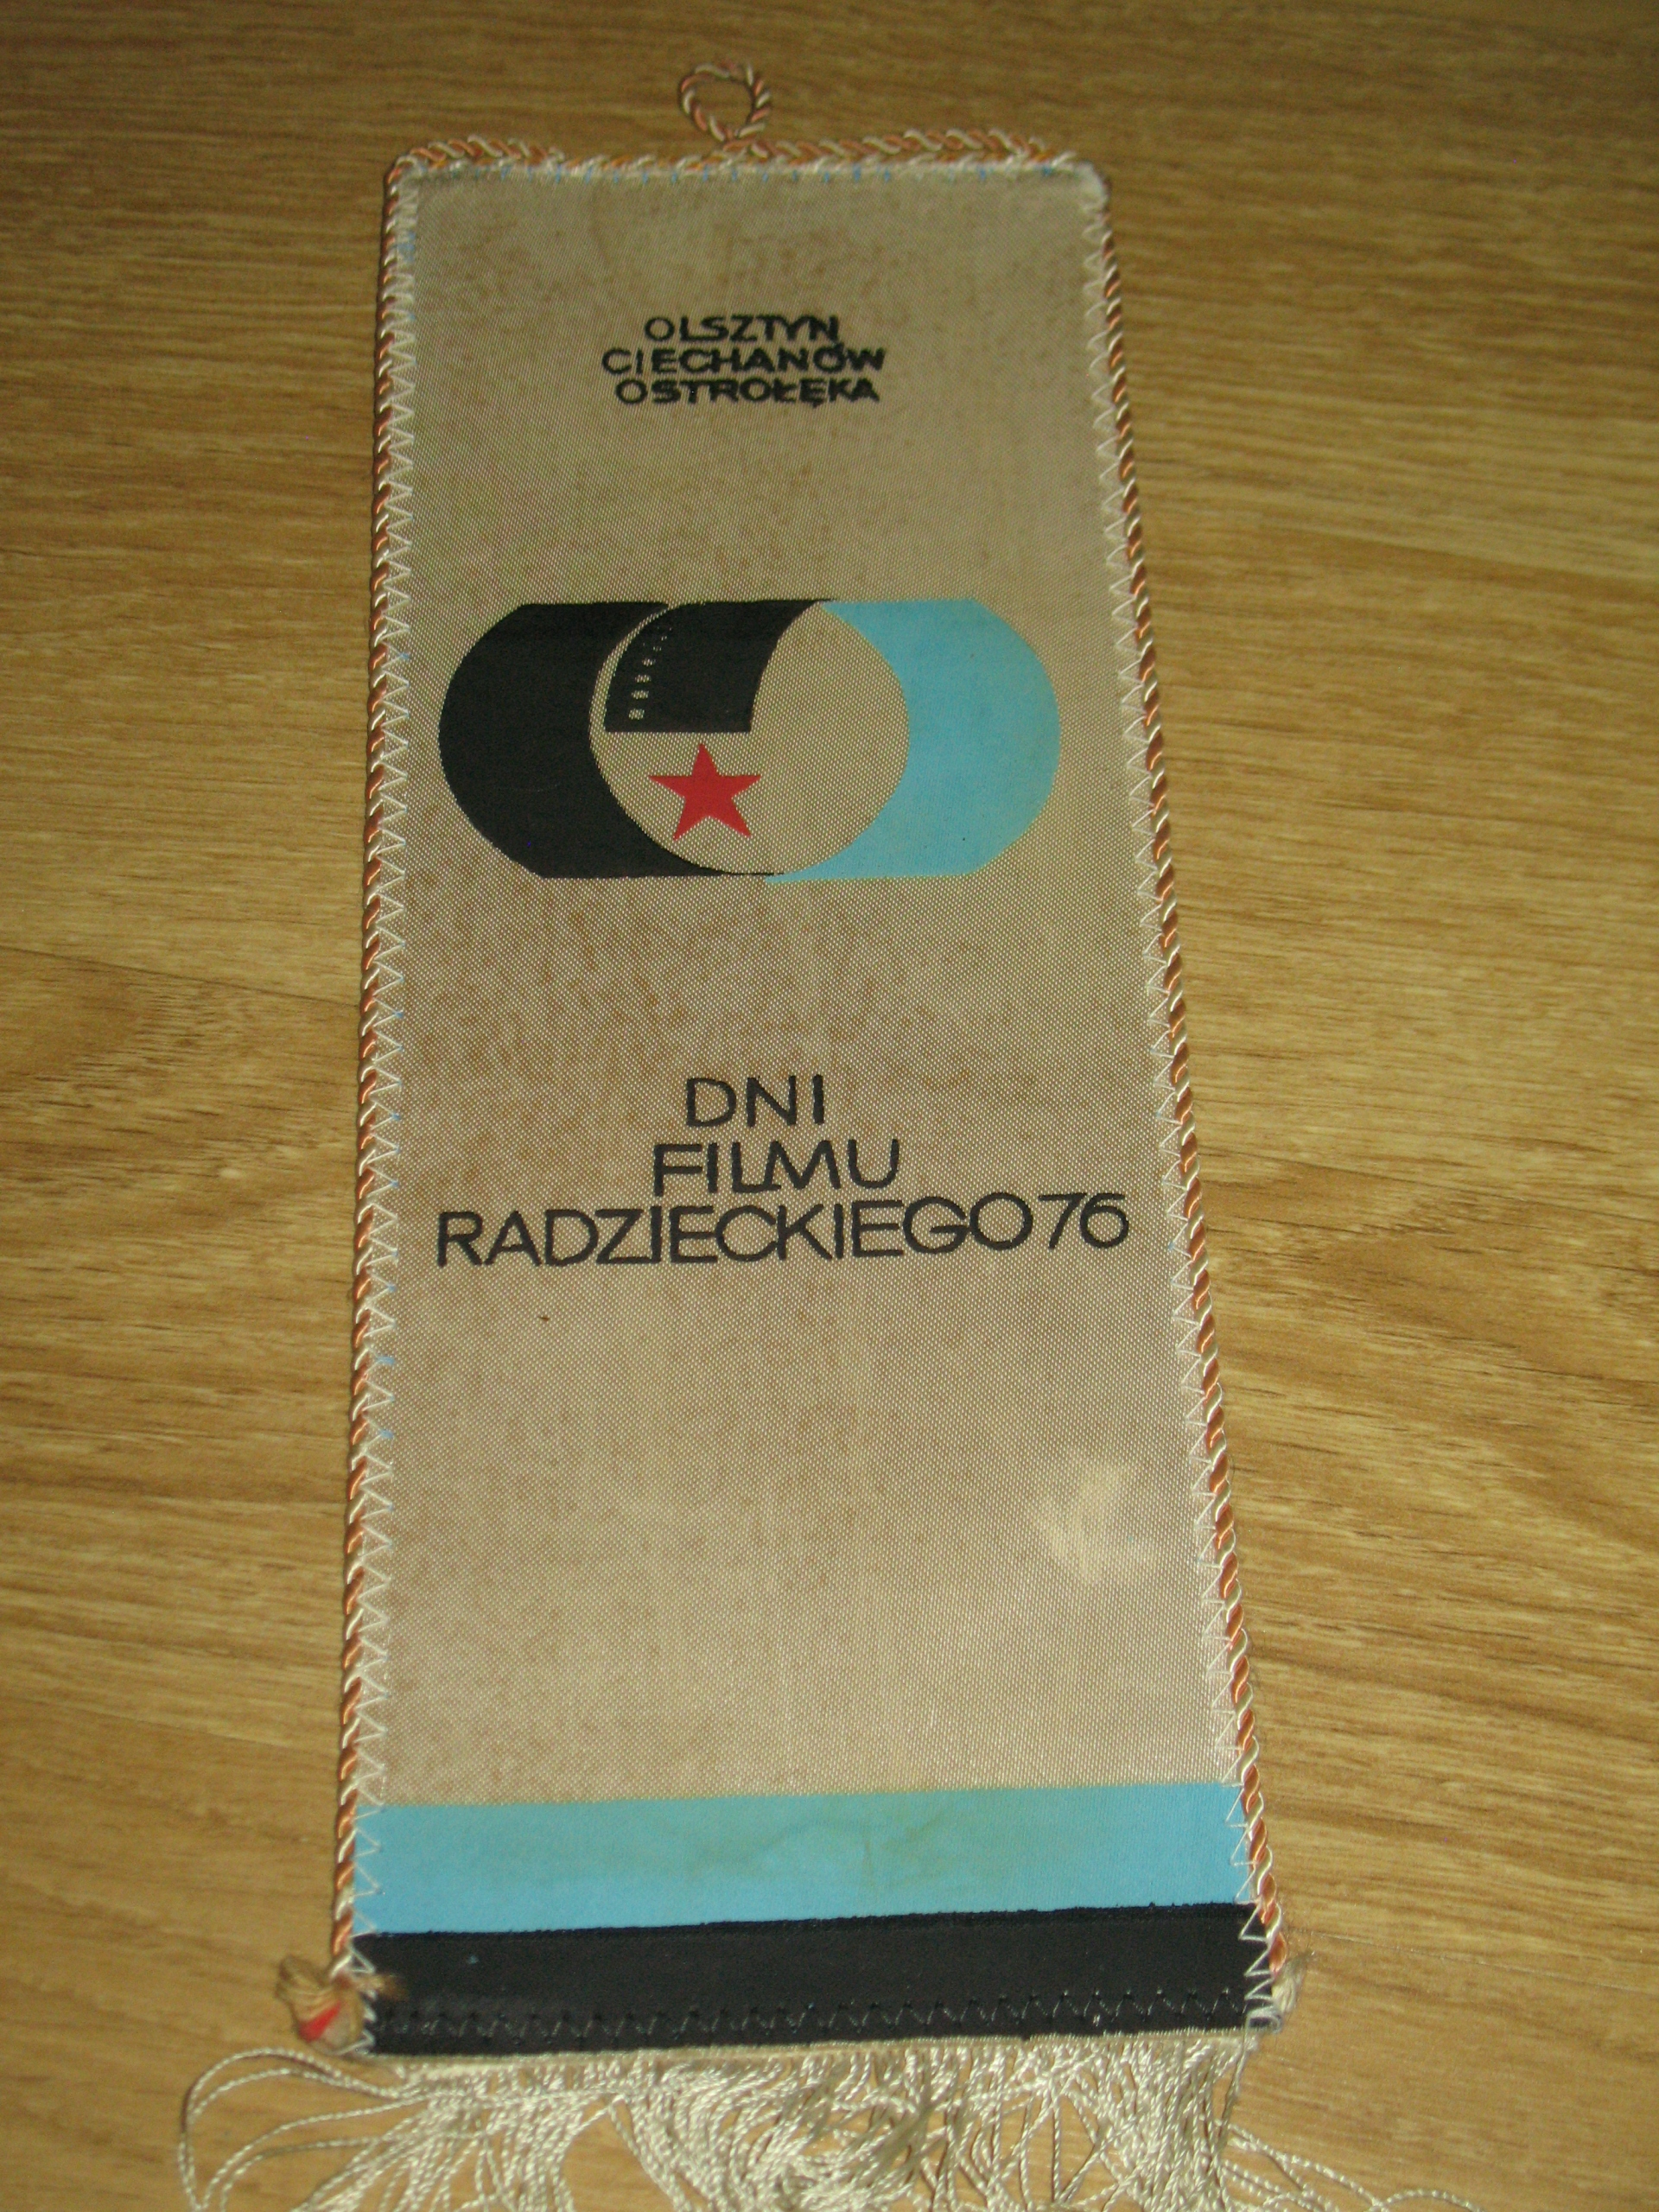 OLSZTYN
CIECHANÓW
OSTROŁĘKA
DNI
FILMU
RADZIECKIEGO 76